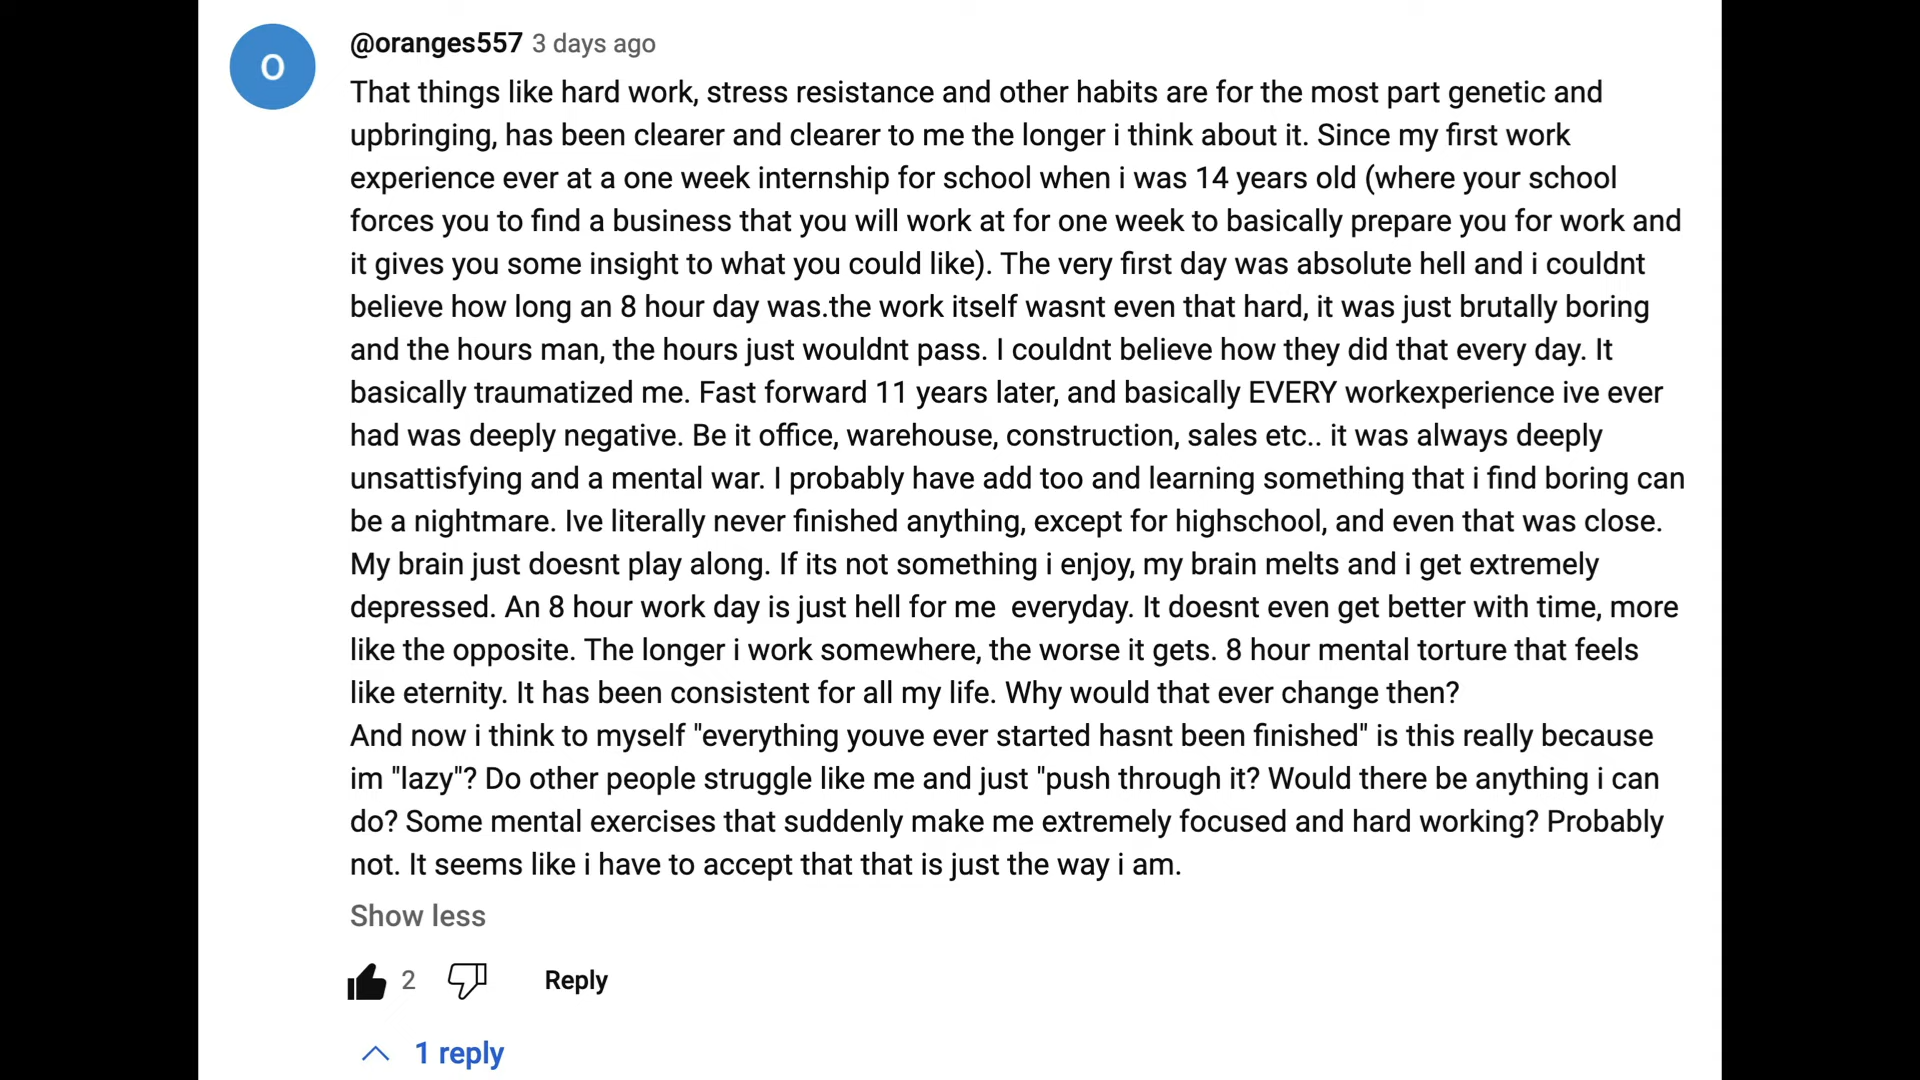 O
@oranges557 3 days ago
That things like hard work, stress resistance and other habits are for the most part genetic and
upbringing, has been clearer and clearer to me the longer i think about it. Since my first work
experience ever at a one week internship for school when i was 14 years old (where your school
forces you to find a business that you will work at for one week to basically prepare you for work and
it gives you some insight to what you could like). The very first day was absolute hell and i couldnt
believe how long an 8 hour day was.the work itself wasnt even that hard, it was just brutally boring
and the hours man, the hours just wouldnt pass. I couldnt believe how they did that every day. It
basically traumatized me. Fast forward 11 years later, and basically EVERY workexperience ive ever
had was deeply negative. Be it office, warehouse, construction, sales etc.. it was always deeply
unsattisfying and a mental war. I probably have add too and learning something that i find boring can
be a nightmare. Ive literally never finished anything, except for highschool, and even that was close.
My brain just doesnt play along. If its not something i enjoy, my brain melts and i get extremely
depressed. An 8 hour work day is just hell for me  everyday. It doesnt even get better with time, more
like the opposite. The longer i work somewhere, the worse it gets. 8 hour mental torture that feels
like eternity. It has been consistent for all my life. Why would that ever change then?
And now i think to myself "everything youve ever started hasnt been finished" is this really because
im "lazy"? Do other people struggle like me and just "push through it? Would there be anything i can
do? Some mental exercises that suddenly make me extremely focused and hard working? Probably
not. It seems like i have to accept that that is just the way i am.
Show less
2 Reply
1 reply